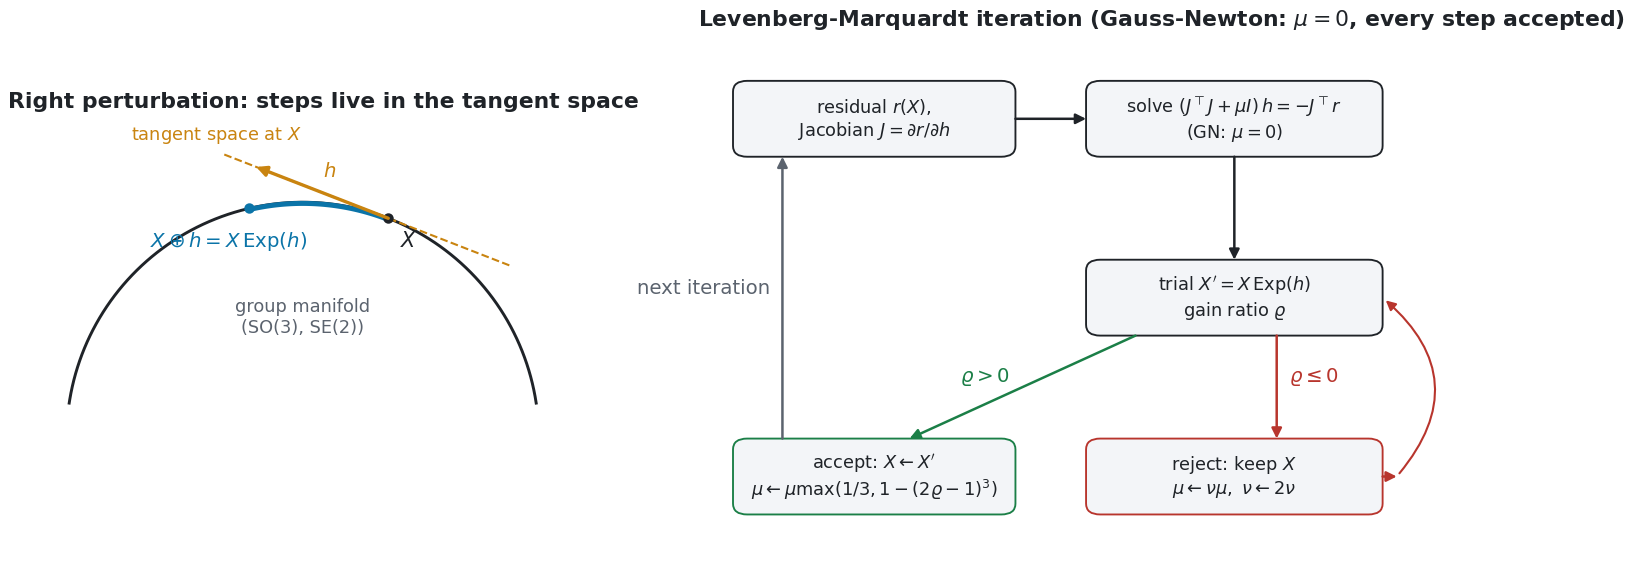 Levenberg-Marquardt iteration (Gauss-Newton: μ = 0, every step accepted)
Right perturbation: steps live in the tangent space
tangent space at X
h
X ⊕ h = X Exp(h)
X
group manifold
(SO(3), SE(2))
residual r(X),
Jacobian J = ∂r/∂h
solve (J⊤J + μI) h = −J⊤r
(GN: μ = 0)
next iteration
trial X′ = X Exp(h)
gain ratio ϱ
ϱ > 0
ϱ ≤ 0
accept: X ← X′
μ ← μmax(1/3, 1 − (2ϱ − 1)³)
reject: keep X
μ ← νμ, ν ← 2ν